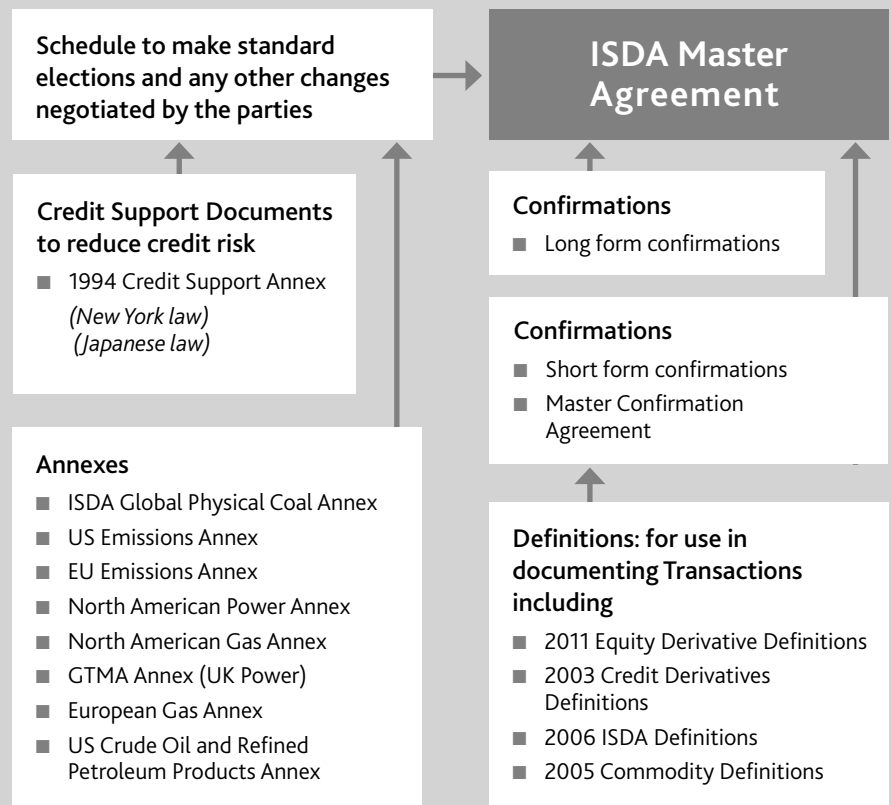 Schedule to make standard
elections and any other changes
negotiated by the parties
ISDA Master
Agreement
Credit Support Documents
to reduce credit risk
■ 1994 Credit Support Annex
(New York law)
(Japanese law)
Annexes
■ ISDA Global Physical Coal Annex
■ US Emissions Annex
■ EU Emissions Annex
■ North American Power Annex
■ North American Gas Annex
■ GTMA Annex (UK Power)
■ European Gas Annex
■ US Crude Oil and Refined
Petroleum Products Annex
Confirmations
■ Long form confirmations
Confirmations
■ Short form confirmations
■ Master Confirmation
Agreement
Definitions: for use in
documenting Transactions
including
■ 2011 Equity Derivative Definitions
■ 2003 Credit Derivatives
Definitions
■ 2006 ISDA Definitions
■ 2005 Commodity Definitions